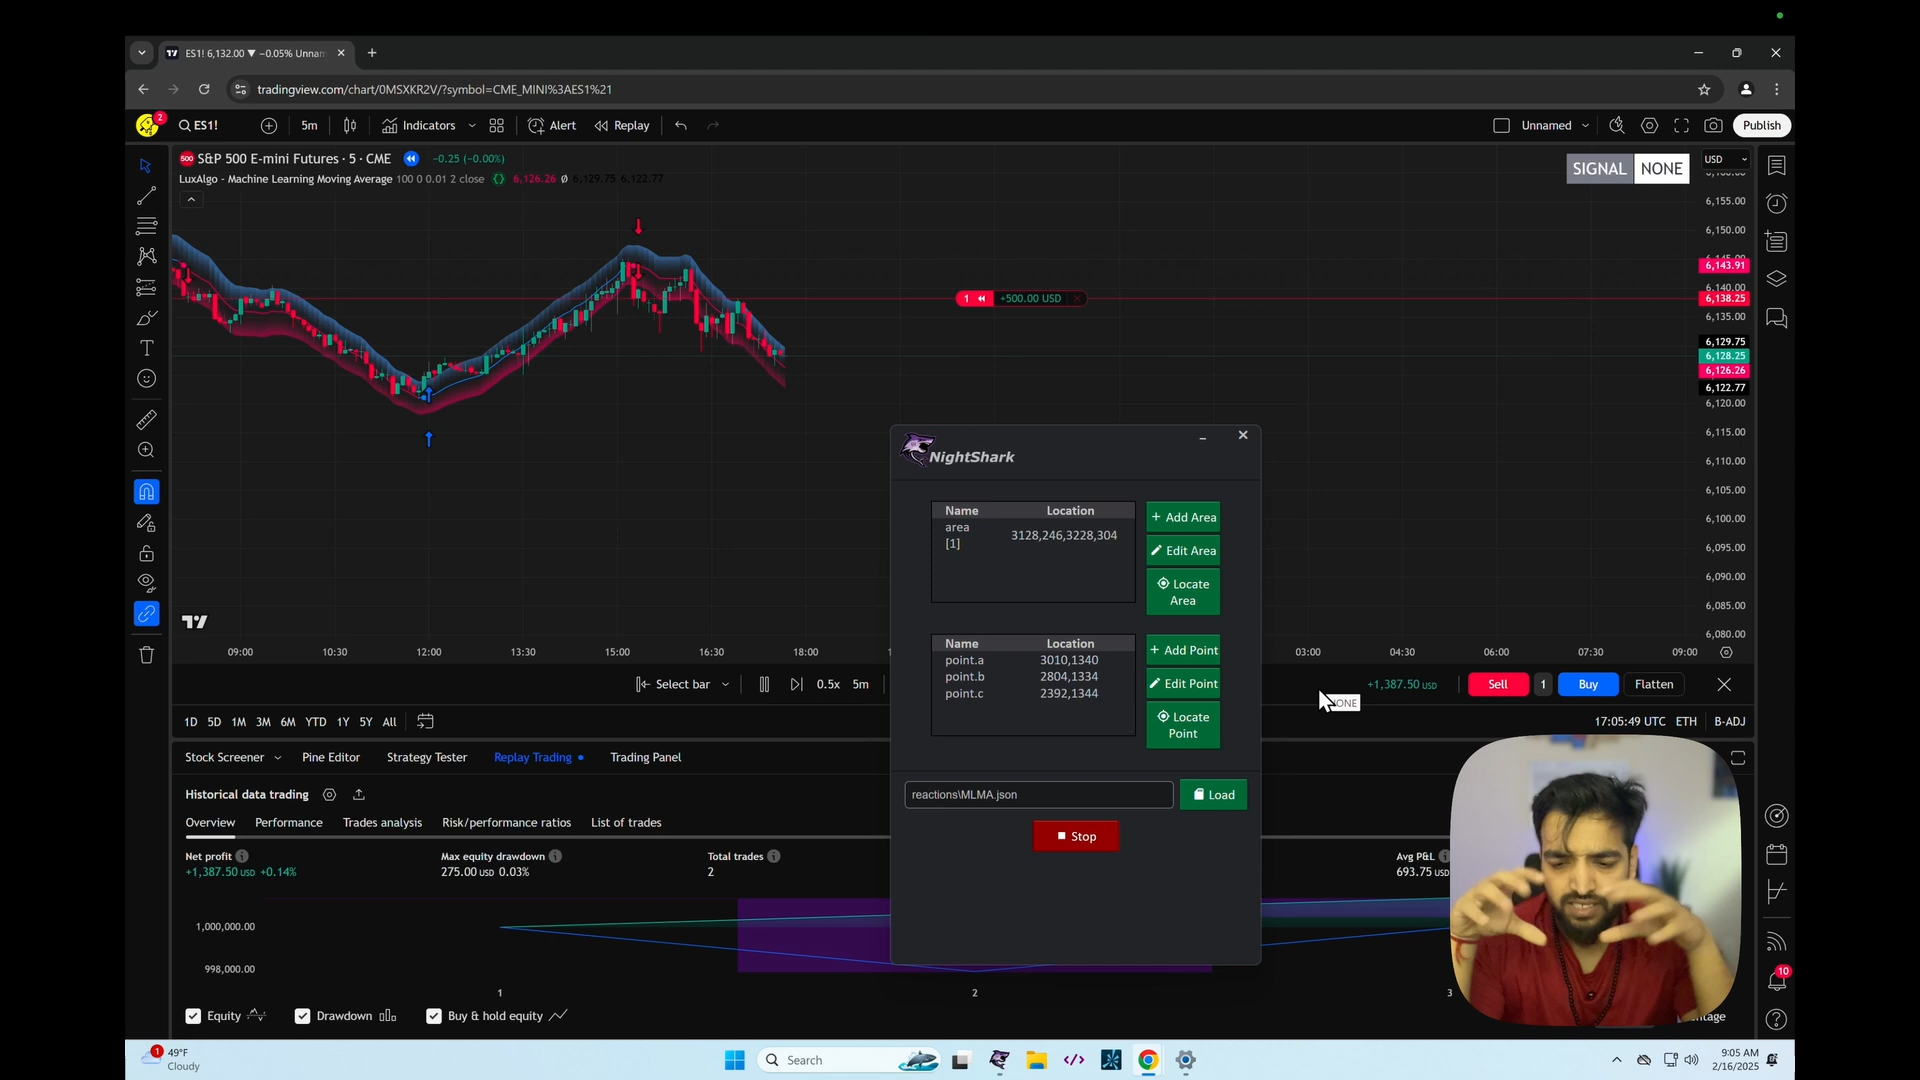 ES1! 6,132.00 ▼ −0.05% Unnam
tradingview.com/chart/0MSXKR2V/?symbol=CME_MINI%3AES1%21
2
ES1!
5m
Indicators
Alert
Replay
Unnamed
Publish
500
S&P 500 E-mini Futures · 5 · CME
−0.25 (−0.00%)
LuxAlgo - Machine Learning Moving Average 100 0 0.01 2 close
6,126.26 Ø 6,129.75 6,122.77
SIGNAL NONE
USD
6,155.00
6,150.00
6,143.91
6,140.00
6,138.25
6,135.00
6,129.75
6,128.25
6,126.26
6,122.77
6,120.00
6,115.00
6,110.00
6,105.00
6,100.00
6,095.00
6,090.00
6,085.00
6,080.00
1 +500.00 USD
09:00 10:30 12:00 13:30 15:00 16:30 18:00 03:00 04:30 06:00 07:30 09:00
Select bar
0.5x 5m
+1,387.50 USD
Sell 1 Buy Flatten
1D 5D 1M 3M 6M YTD 1Y 5Y All
17:05:49 UTC ETH B-ADJ
Stock Screener Pine Editor Strategy Tester Replay Trading Trading Panel
Historical data trading
Overview Performance Trades analysis Risk/performance ratios List of trades
Net profit
+1,387.50 USD +0.14%
Max equity drawdown
275.00 USD 0.03%
Total trades
2
Avg P&L
693.75 USD
1,000,000.00
998,000.00
1 2 3
Equity Drawdown Buy & hold equity
NightShark
Name Location
area
[1]
3128,246,3228,304
+ Add Area
Edit Area
Locate
Area
Name Location
point.a 3010,1340
point.b 2804,1334
point.c 2392,1344
+ Add Point
Edit Point
Locate
Point
reactions\MLMA.json
Load
Stop
10
1
49°F
Cloudy
Search
9:05 AM
2/16/2025